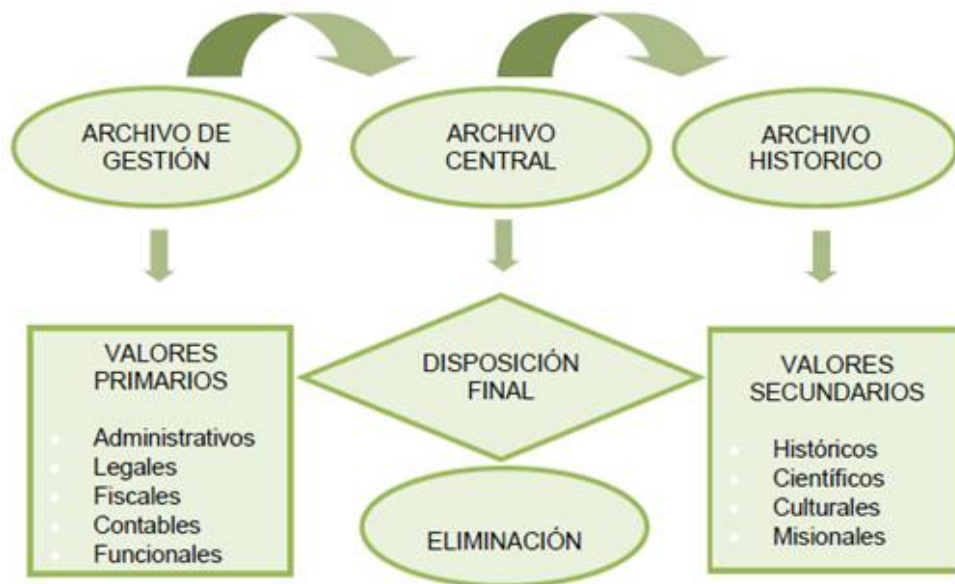 ARCHIVO DE
GESTIÓN
ARCHIVO
CENTRAL
ARCHIVO
HISTORICO
VALORES
PRIMARIOS
Administrativos
Legales
Fiscales
Contables
Funcionales
DISPOSICIÓN
FINAL
ELIMINACIÓN
VALORES
SECUNDARIOS
Históricos
Científicos
Culturales
Misionales